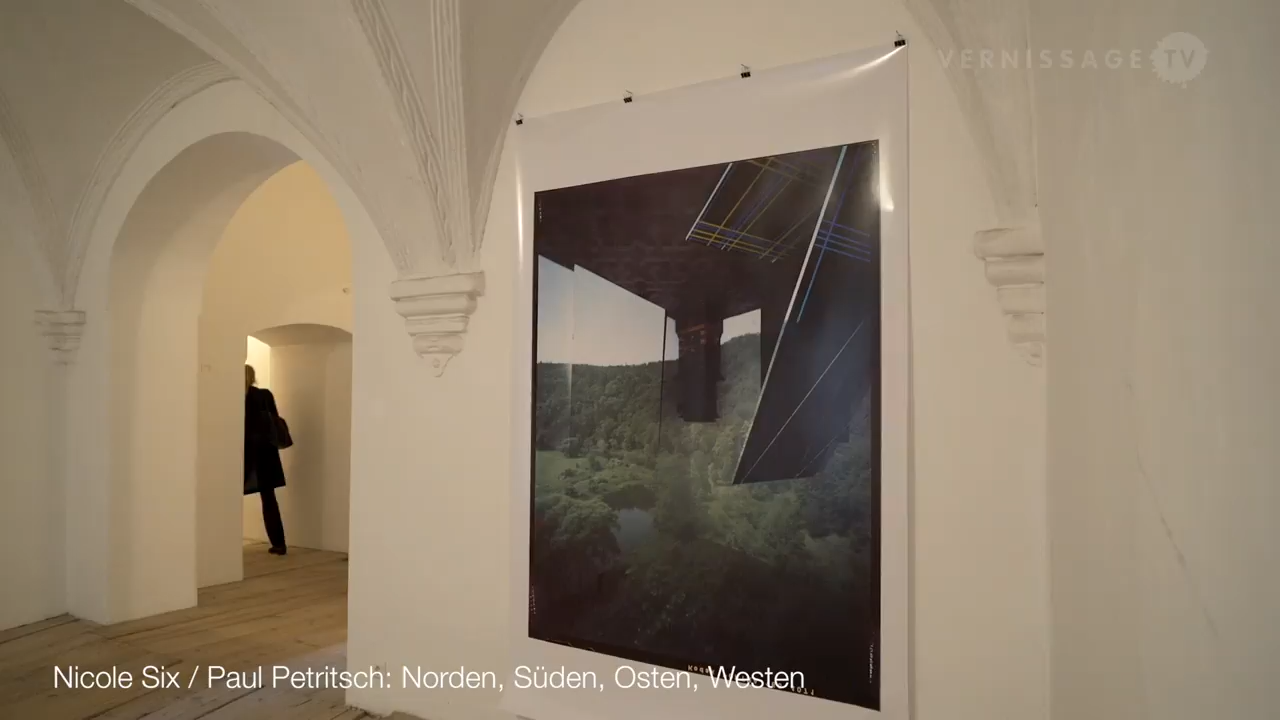 VERNISSAGE TV
Nicole Six / Paul Petritsch: Norden, Süden, Osten, Westen